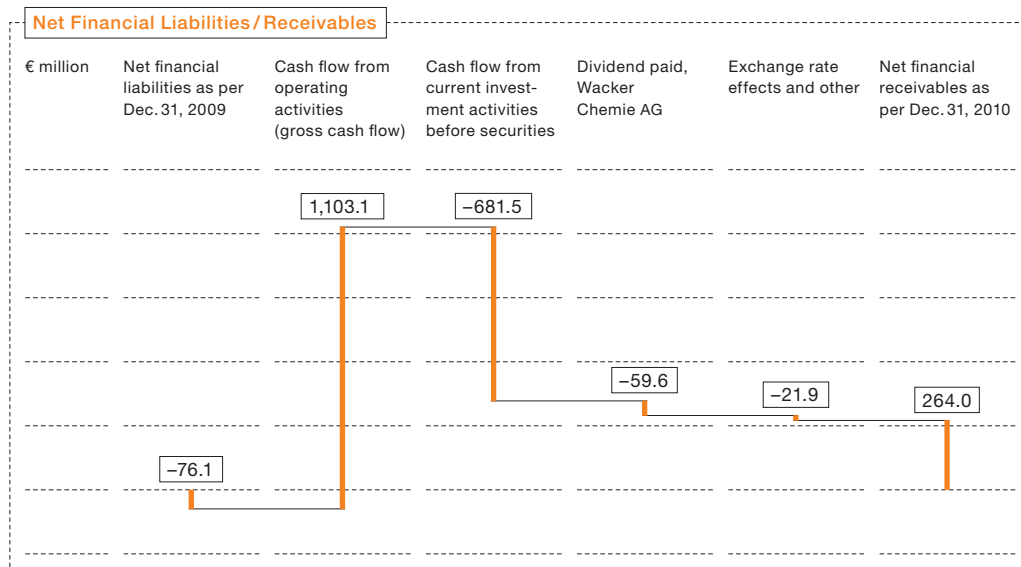 Net Financial Liabilities/Receivables
€ million
Net financial
liabilities as per
Dec. 31, 2009
Cash flow from
operating
activities
(gross cash flow)
Cash flow from
current invest-
ment activities
before securities
Dividend paid,
Wacker
Chemie AG
Exchange rate
effects and other
Net financial
receivables as
per Dec. 31, 2010
1,103.1
–681.5
–59.6
–21.9
264.0
–76.1